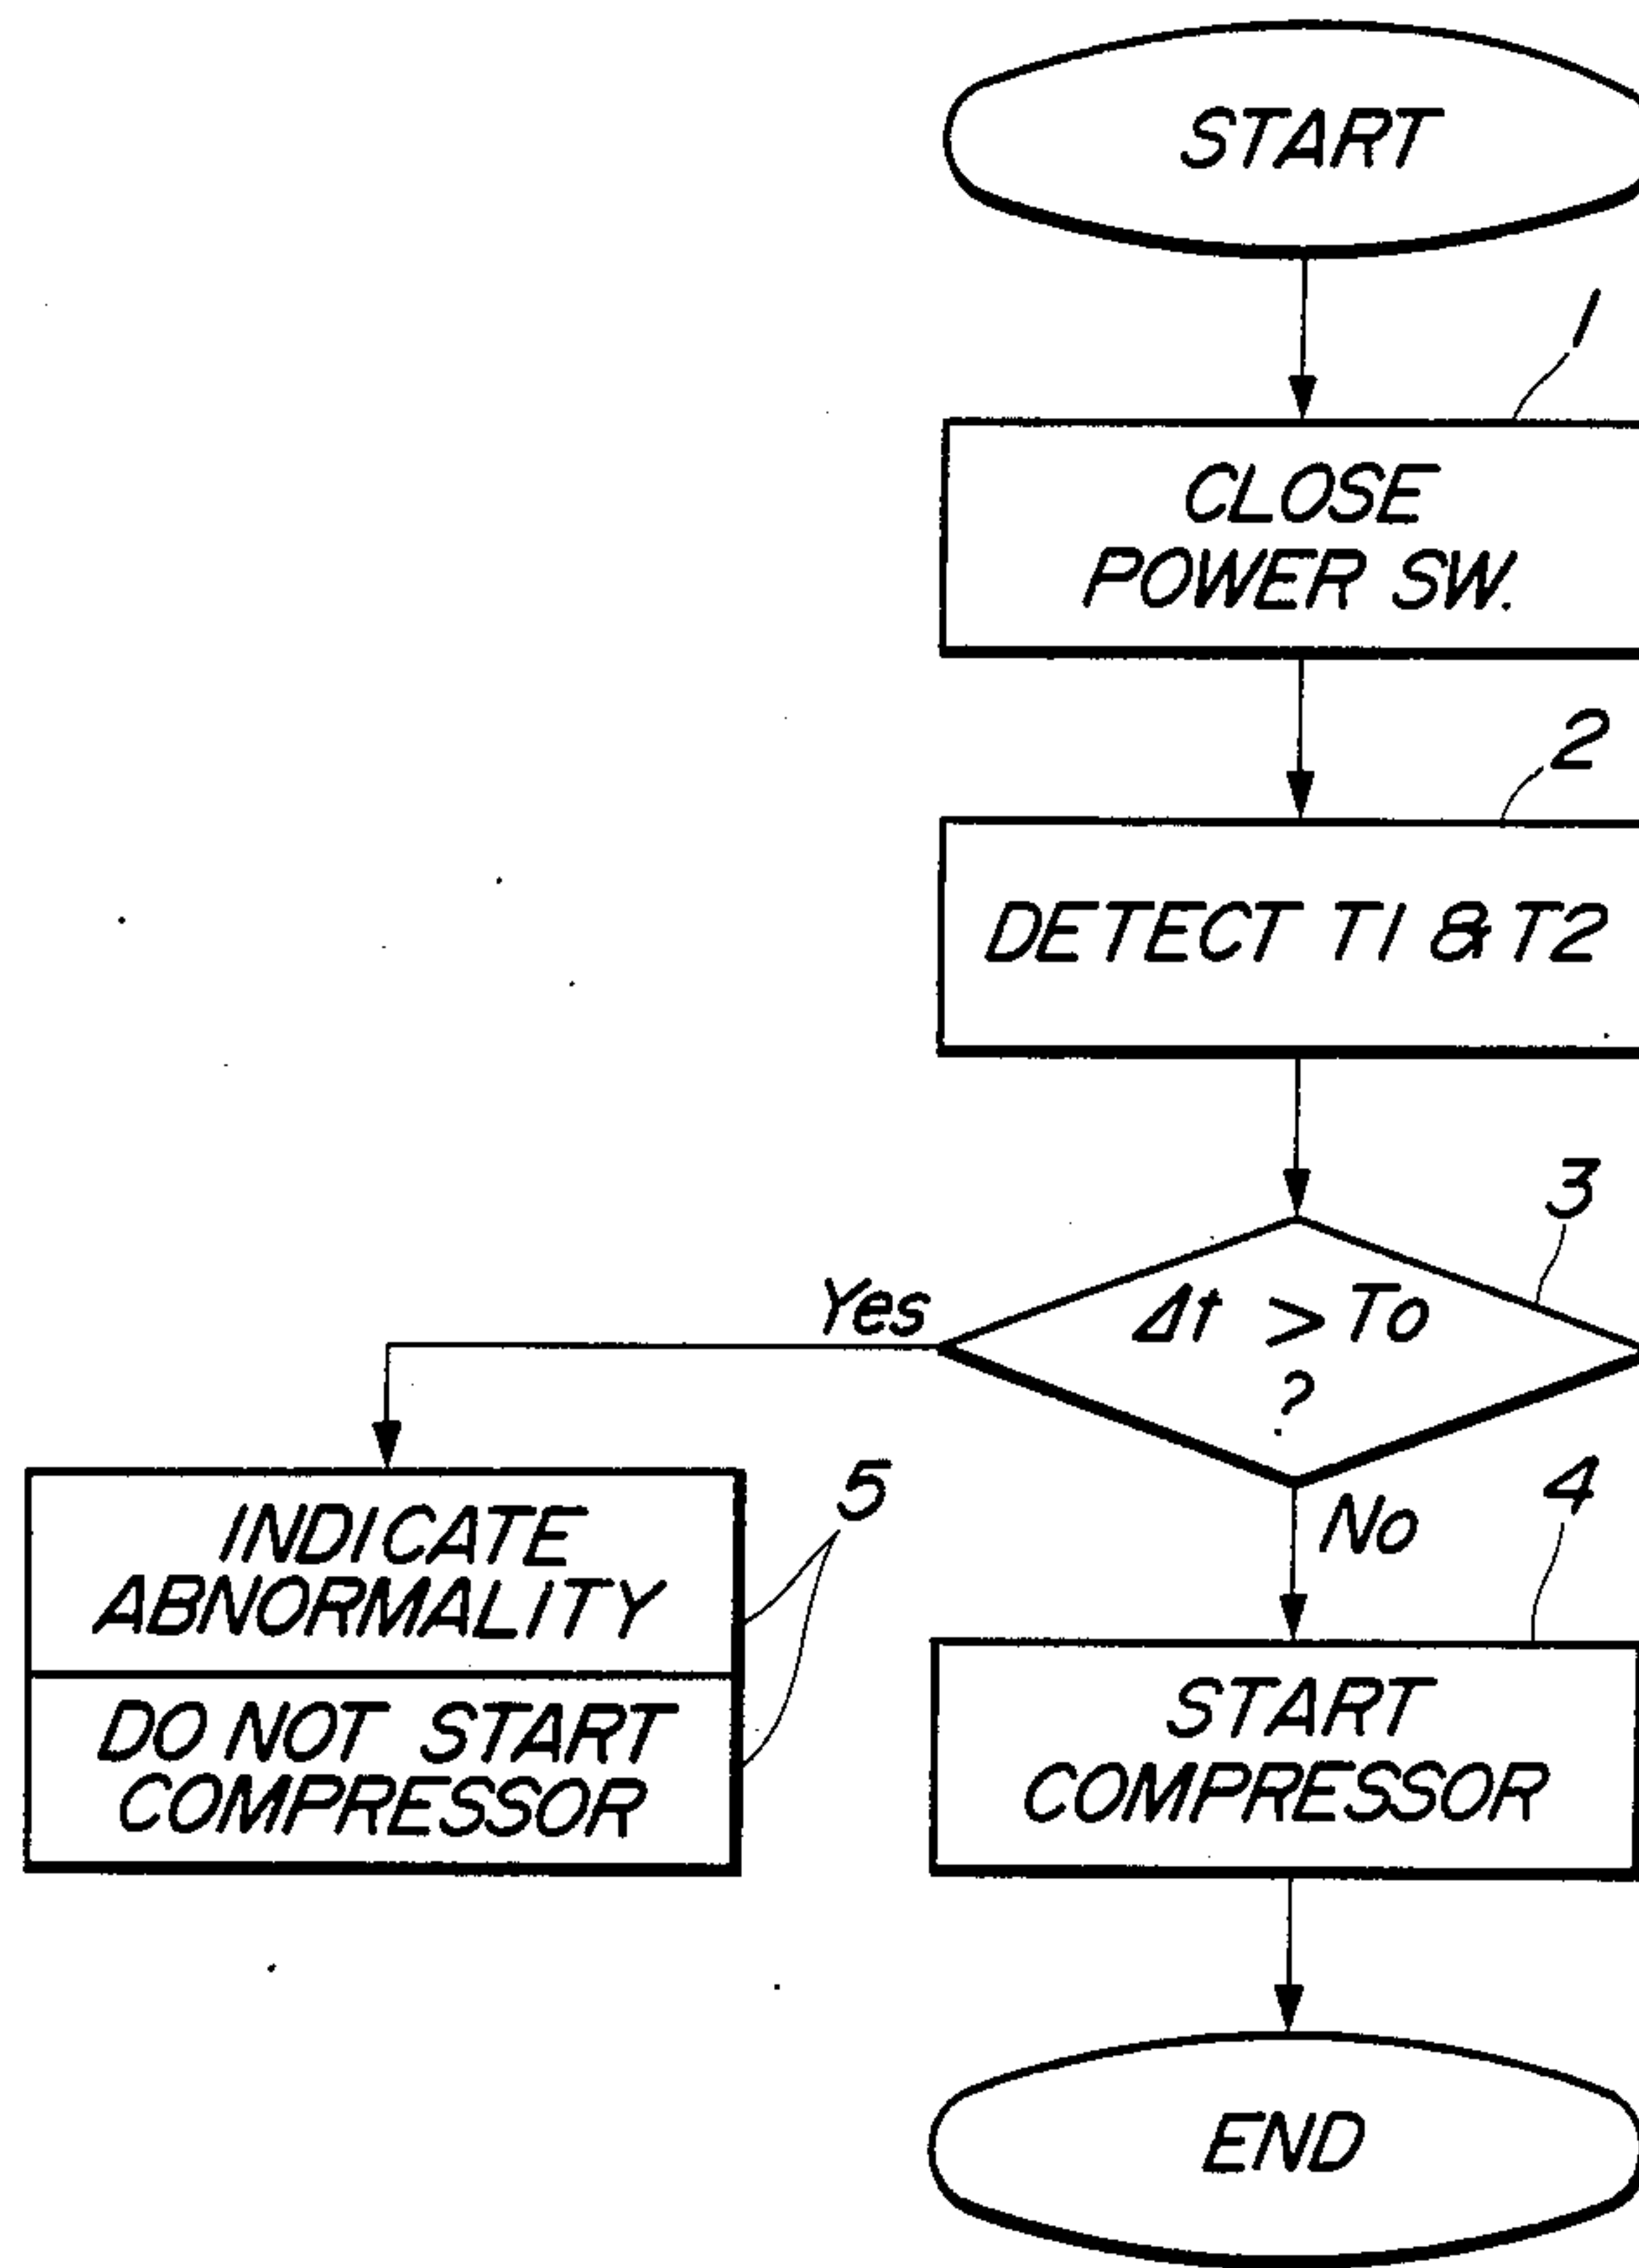 START
1
CLOSE
POWER SW.
2
DETECT T1 & T2
3
Δt > To
?
Yes
No
4
START
COMPRESSOR
5
INDICATE
ABNORMALITY
DO NOT START
COMPRESSOR
END